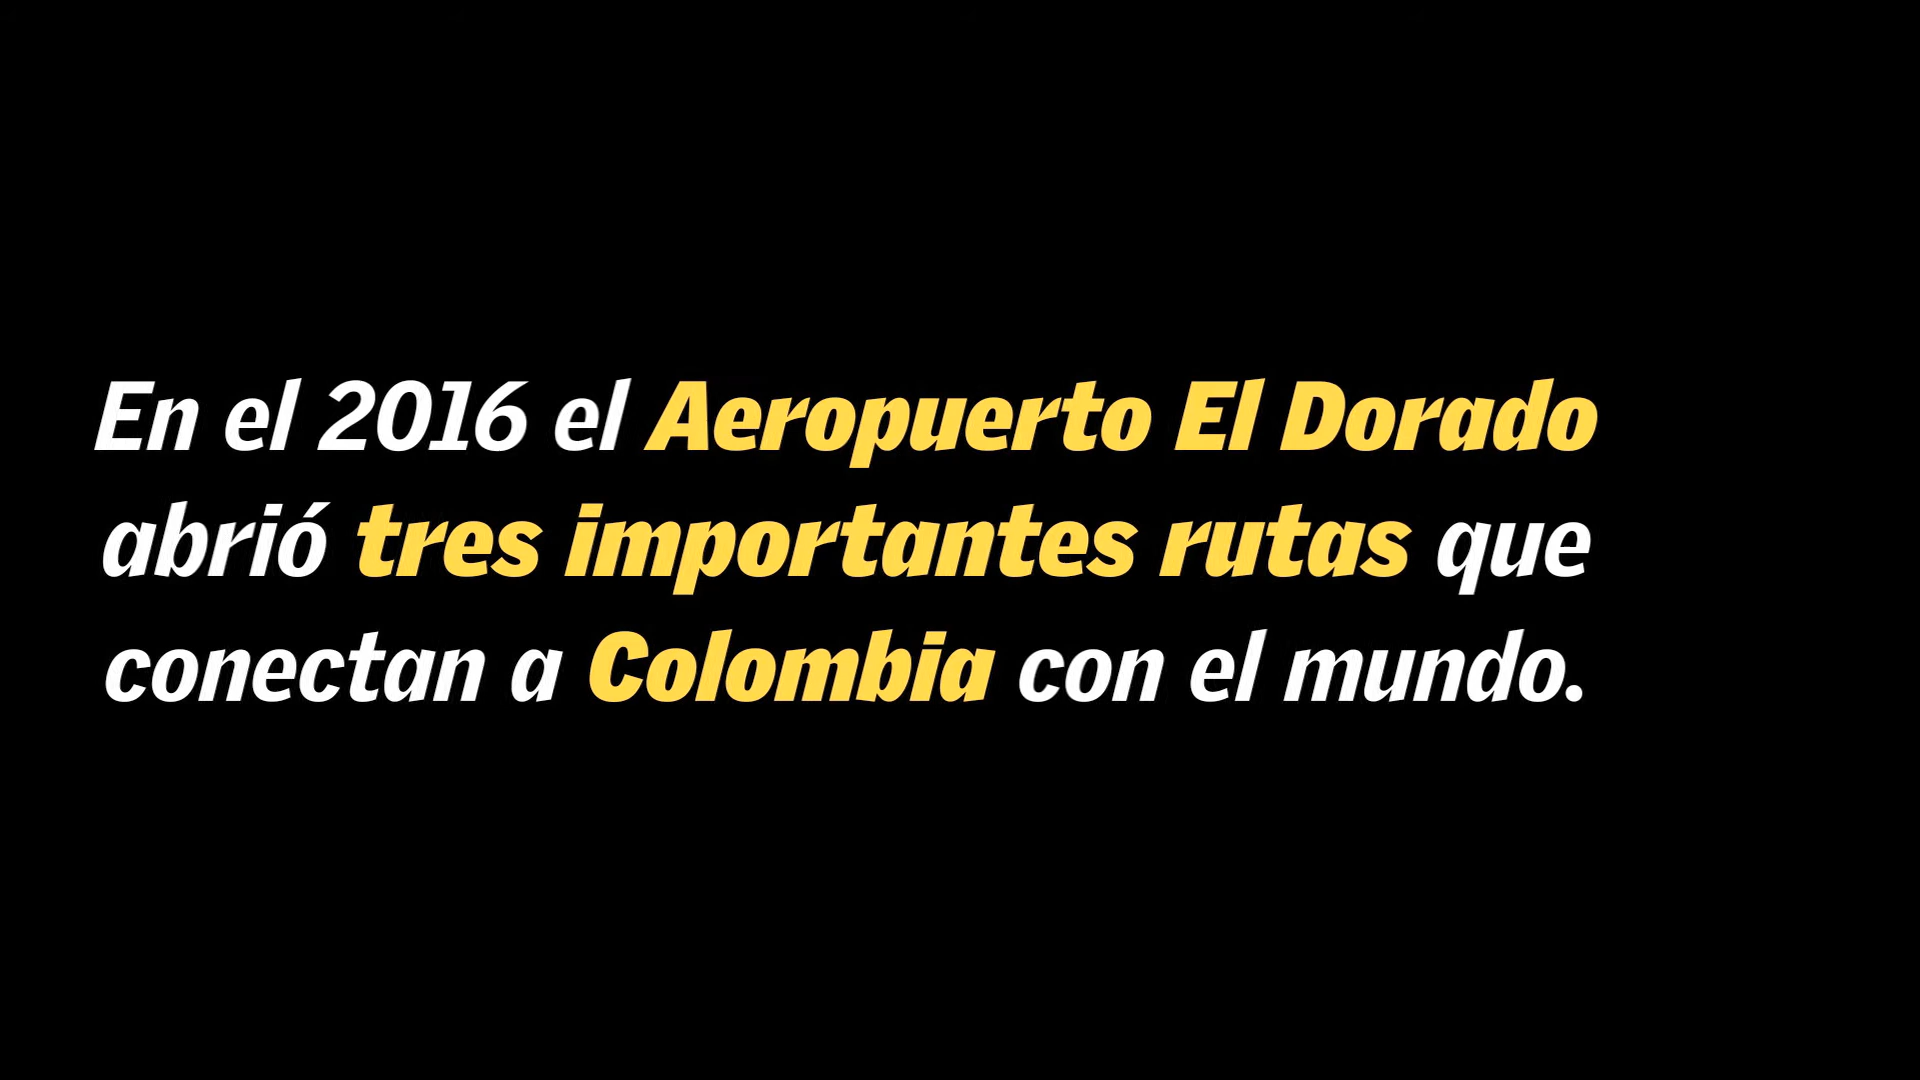 En el 2016 el Aeropuerto El Dorado
abrió tres importantes rutas que
conectan a Colombia con el mundo.